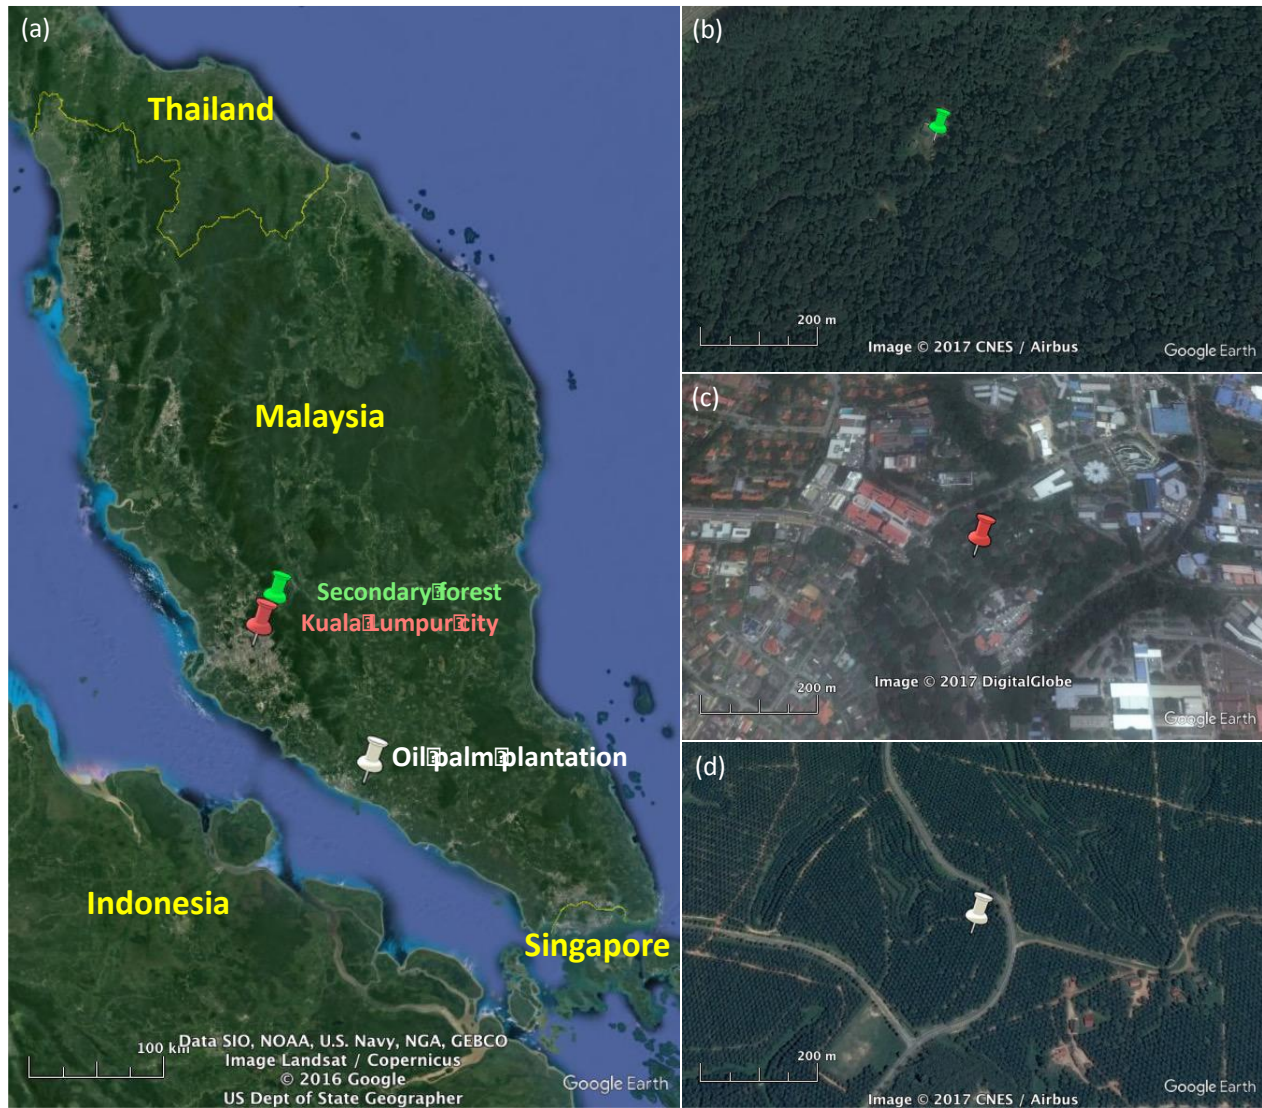 (a)
Thailand
Malaysia
Secondary forest
Kuala Lumpur city
Oil palm plantation
Indonesia
Singapore
100 km
Data SIO, NOAA, U.S. Navy, NGA, GEBCO
Image Landsat / Copernicus
© 2016 Google
US Dept of State Geographer
Google Earth
(b)
200 m
Image © 2017 CNES / Airbus
Google Earth
(c)
200 m
Image © 2017 DigitalGlobe
Google Earth
(d)
200 m
Image © 2017 CNES / Airbus
Google Earth